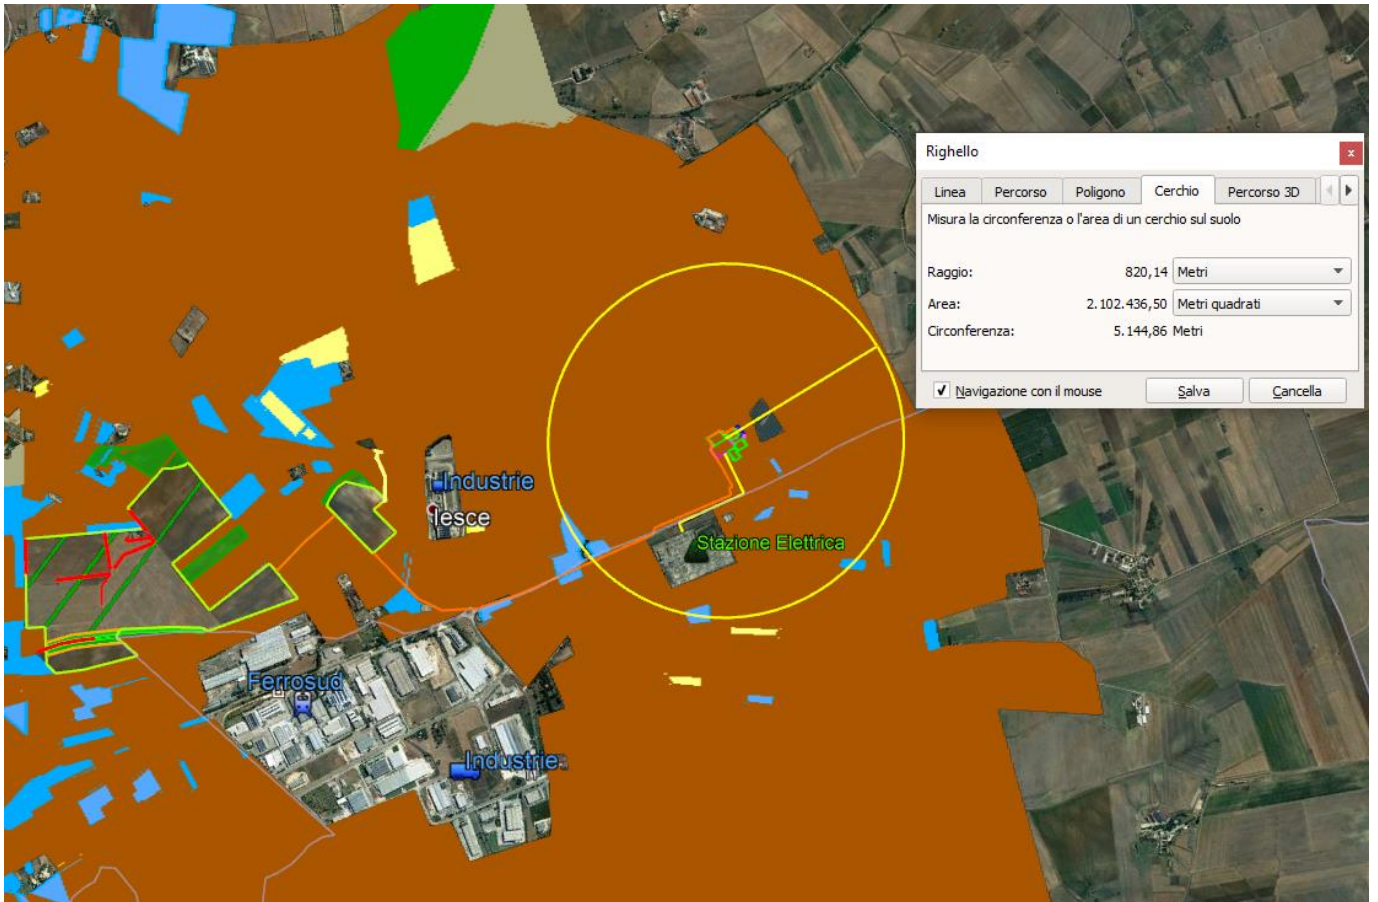 Righello
x
Linea Percorso Poligono Cerchio Percorso 3D
Misura la circonferenza o l'area di un cerchio sul suolo
Raggio: 820,14 Metri
Area: 2.102.436,50 Metri quadrati
Circonferenza: 5.144,86 Metri
Navigazione con il mouse Salva Cancella
Industrie
Iesce
Stazione Elettrica
Ferrosud
Industrie